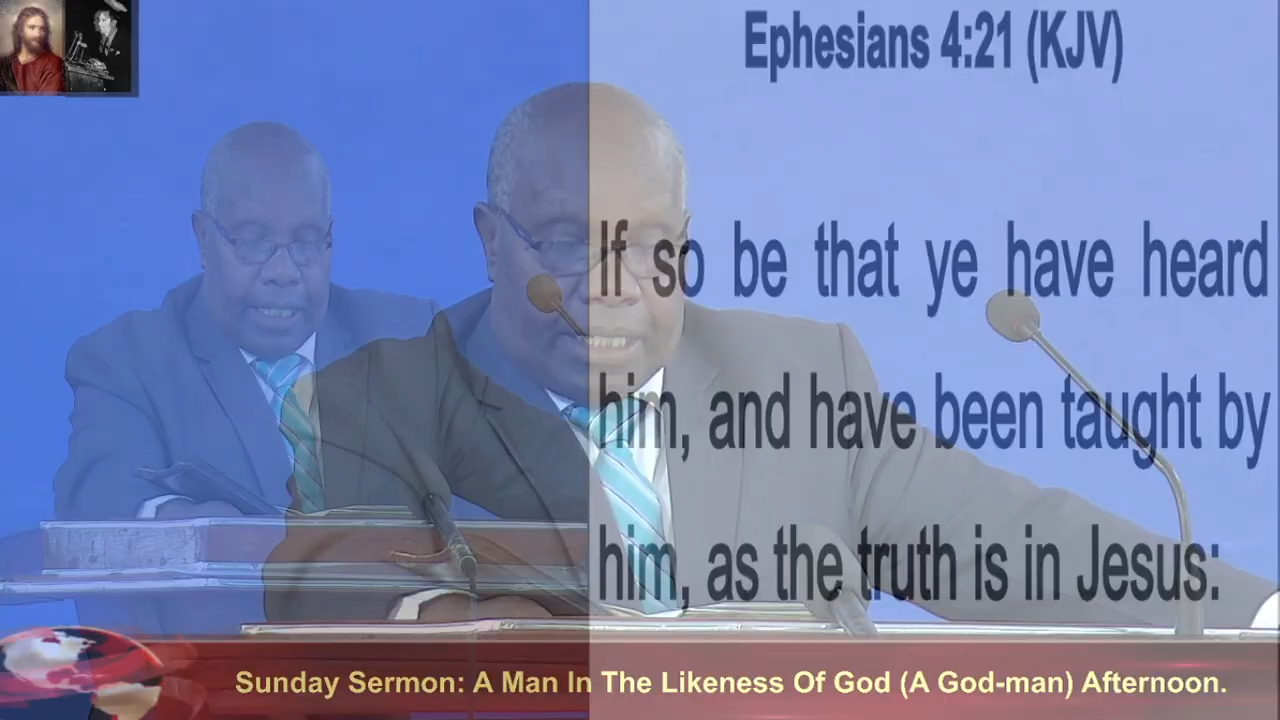 Ephesians 4:21 (KJV)
If so be that ye have heard
him, and have been taught by
him, as the truth is in Jesus:
Sunday Sermon: A Man In The Likeness Of God (A God-man) Afternoon.